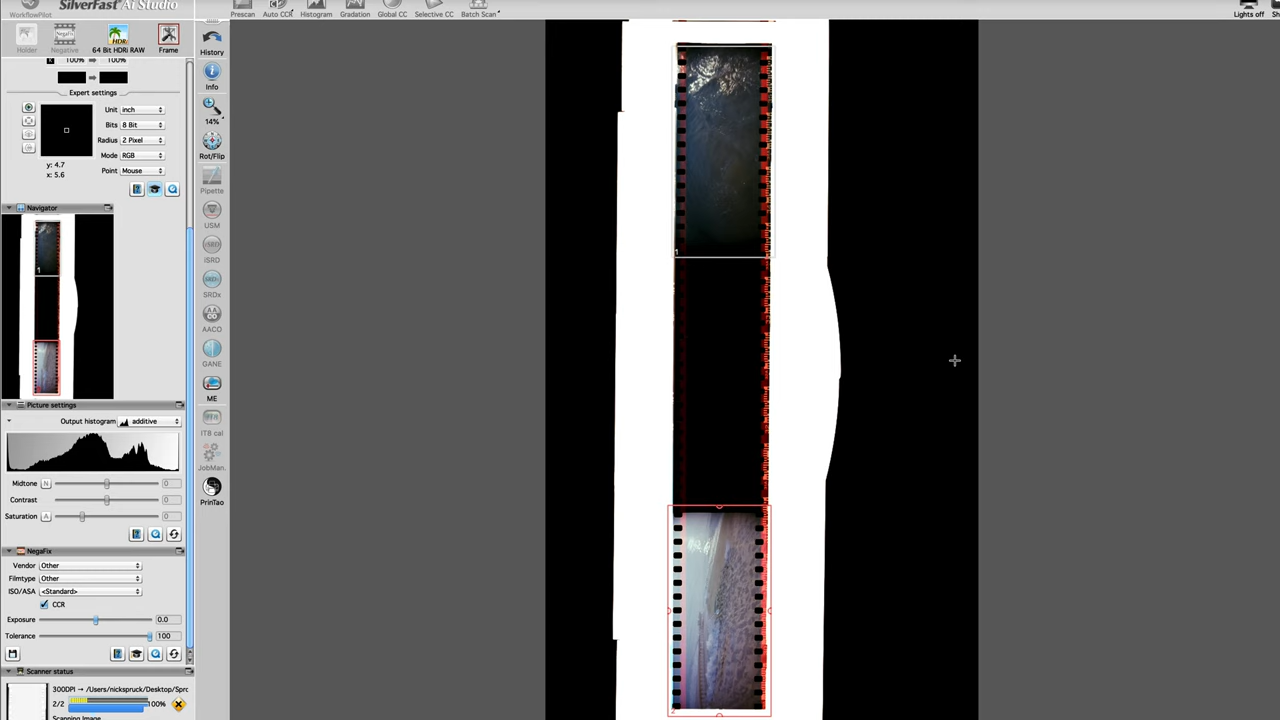 SilverFast Ai Studio
WorkflowPilot
Prescan
Auto CCR
Histogram
Gradation
Global CC
Selective CC
Batch Scan
Lights off
Holder
Negative
64 Bit HDRi RAW
Frame
100% 100%
Expert settings
Unit inch
Bits 8 Bit
Radius 2 Pixel
Mode RGB
Point Mouse
y: 4.7
x: 5.6
Navigator
1
Picture settings
Output histogram additive
Midtone N 0
Contrast 0
Saturation A 0
NegaFix
Vendor Other
Filmtype Other
ISO/ASA <Standard>
CCR
Exposure 0.0
Tolerance 100
Scanner status
300DPI → /Users/nickspruck/Desktop/Sprc
2/2 100%
Scanning Image
History
Info
14%
Rot/Flip
Pipette
USM
iSRD
SRDx
AACO
GANE
ME
IT8 cal
JobMan.
PrinTao
1
2